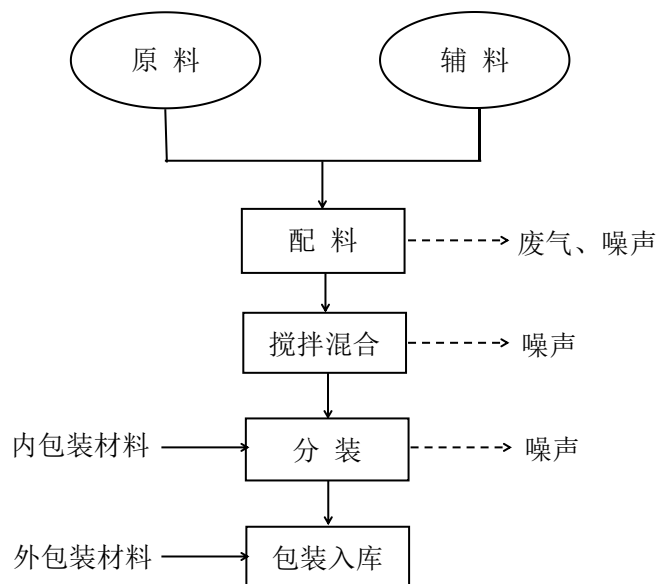 原 料
辅 料
配 料
废气、噪声
搅拌混合
噪声
内包装材料
分 装
噪声
外包装材料
包装入库